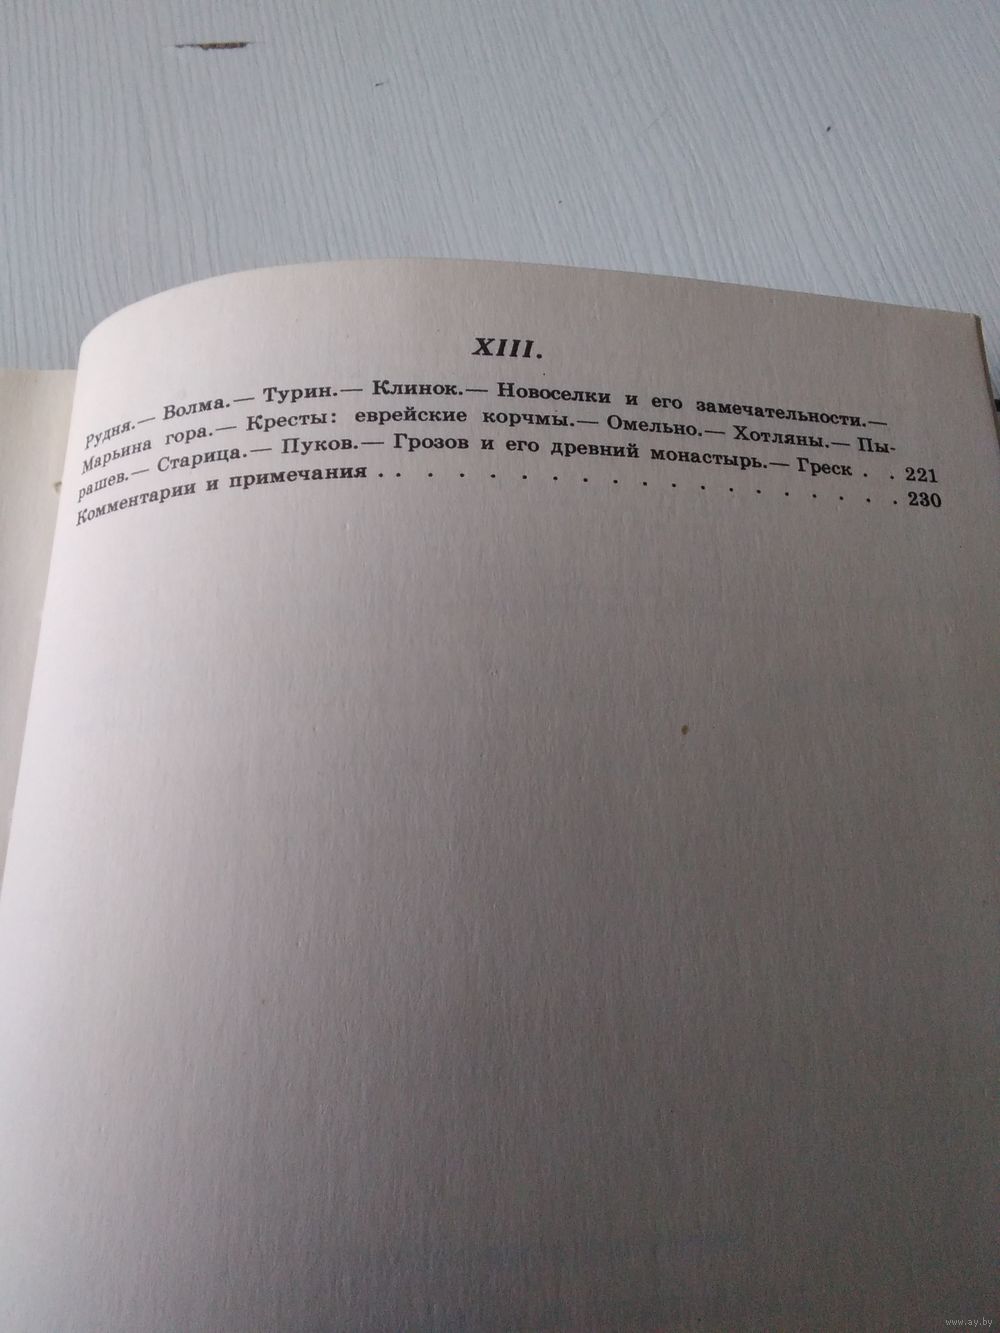 XIII.
Рудня.— Волма.— Турин.— Клинок.— Новоселки и его замечательности.—
Марьина гора.— Кресты: еврейские корчмы.— Омельно.— Хотляны.— Пы-
рашев.— Старица.— Пуков.— Грозов и его древний монастырь.— Греск . . 221
Комментарии и примечания . . . . . . . . . . . . . . . . . . 230
www.ay.by